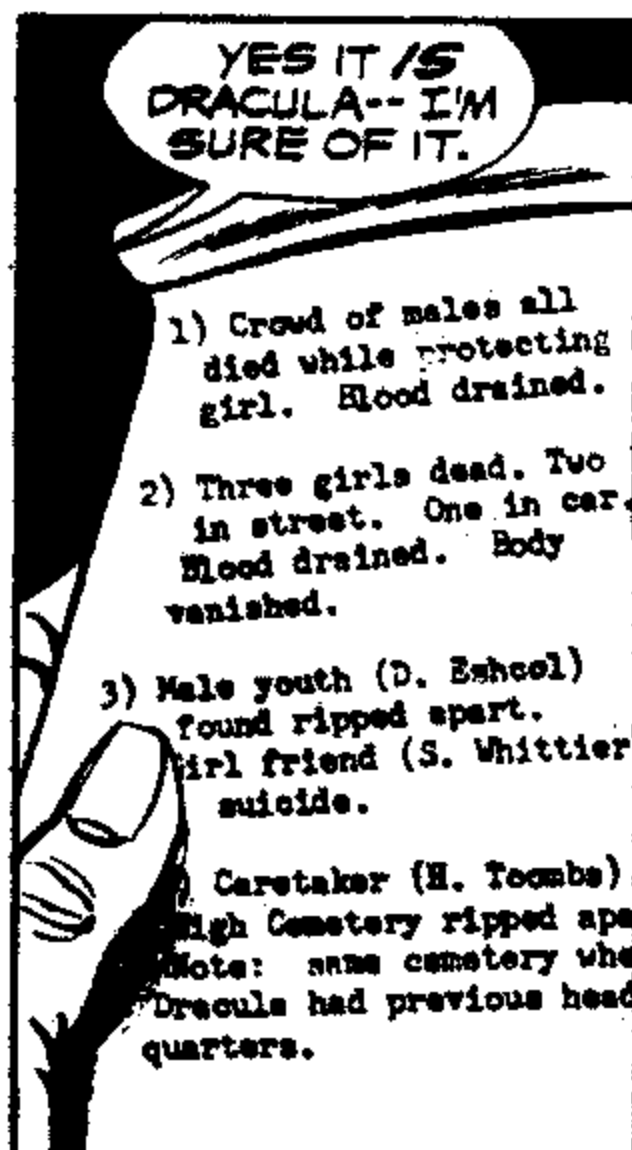 YES IT IS
DRACULA-- I'M
SURE OF IT.
1) Crowd of males all
died while protecting
girl. Blood drained.
2) Three girls dead. Two
in street. One in car.
Blood drained. Body
vanished.
3) Male youth (D. Eshcol)
found ripped apart.
irl friend (S. Whittier
suicide.
) Caretaker (H. Toombs)
igh Cemetery ripped apa
Note: same cemetery whe
Dracula had previous head
quarters.